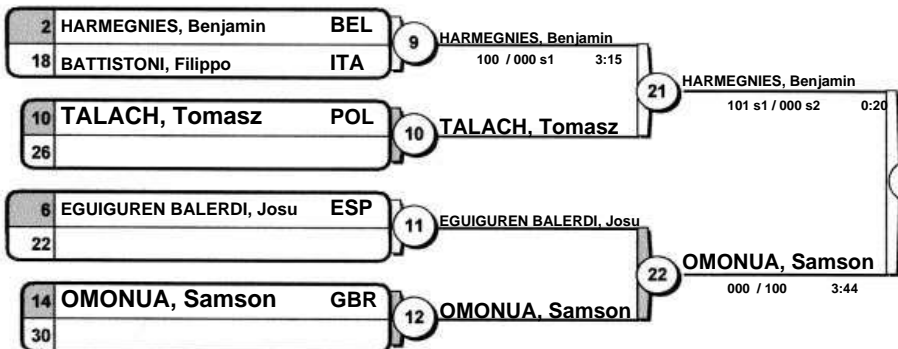 2 HARMEGNIES, Benjamin BEL
18 BATTISTONI, Filippo ITA
9
HARMEGNIES, Benjamin
100 / 000 s1 3:15
10 TALACH, Tomasz POL
26
10
TALACH, Tomasz
21
HARMEGNIES, Benjamin
101 s1 / 000 s2 0:20
6 EGUIGUREN BALERDI, Josu ESP
22
11
EGUIGUREN BALERDI, Josu
14 OMONUA, Samson GBR
30
12
OMONUA, Samson
22
OMONUA, Samson
000 / 100 3:44